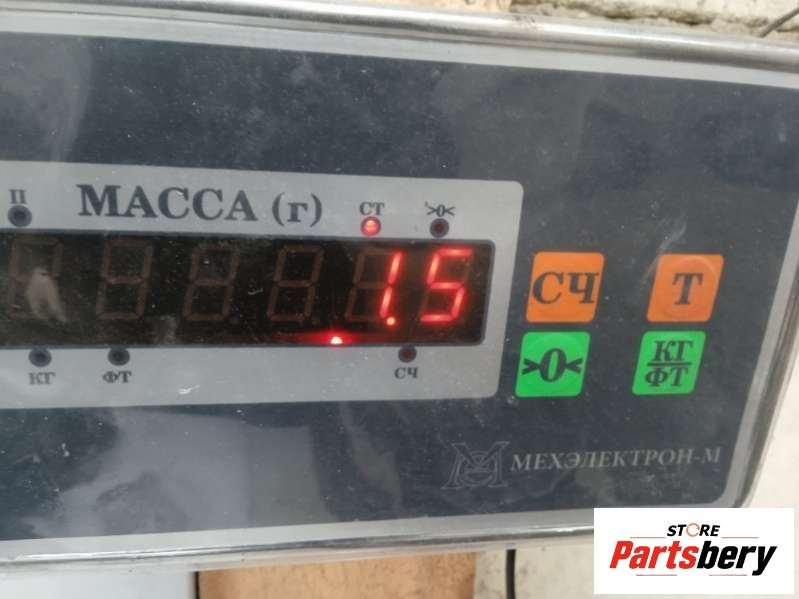 П МАССА (г) СТ >0<
1.5
КГ ФТ СЧ
СЧ Т
>0< КГ/ФТ
МЕХЭЛЕКТРОН-М
STORE
Partsbery